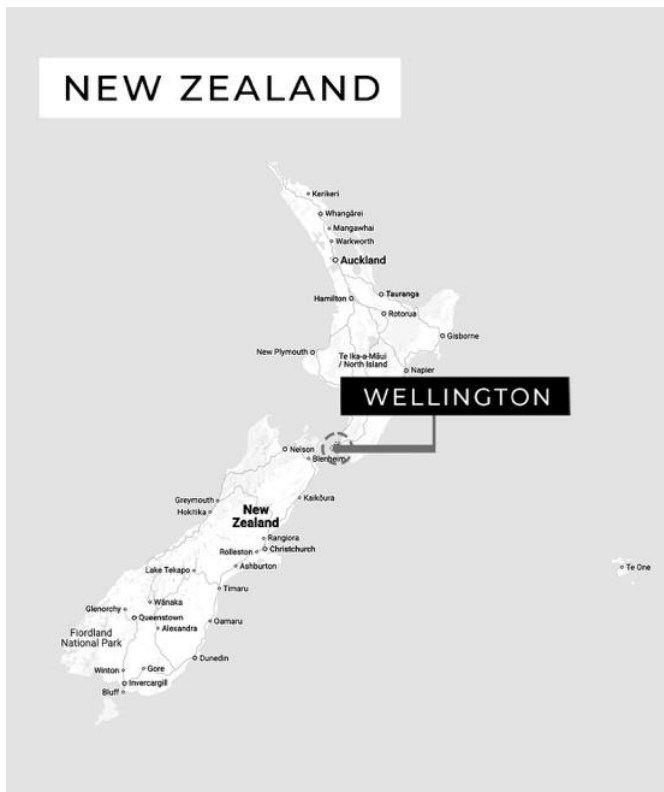 NEW ZEALAND
Kerikeri
Whangārei
Mangawhai
Warkworth
Auckland
Tauranga
Hamilton
Rotorua
Gisborne
New Plymouth
Te Ika-a-Māui
/ North Island
Napier
WELLINGTON
Nelson
Blenheim
Kaikōura
Greymouth
Hokitika
New
Zealand
Rangiora
Rolleston
Christchurch
Ashburton
Lake Tekapo
Te One
Timaru
Wānaka
Glenorchy
Queenstown
Oamaru
Alexandra
Fiordland
National Park
Dunedin
Winton
Gore
Invercargill
Bluff